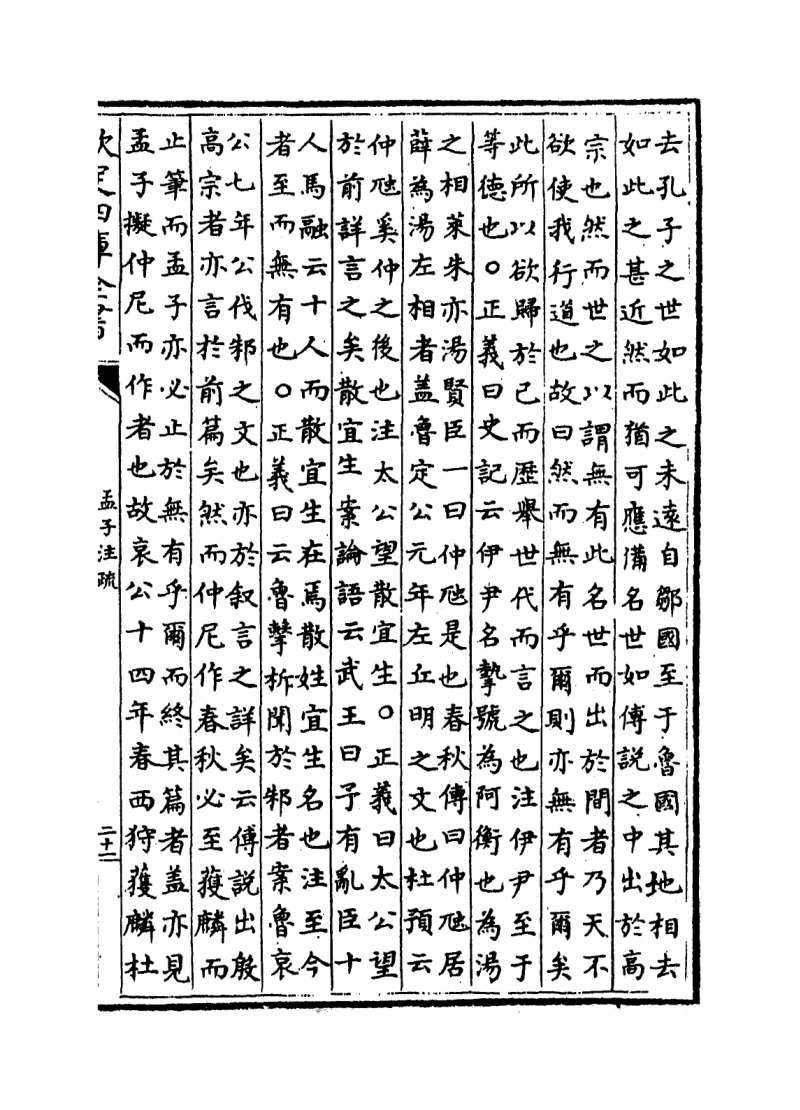 去孔子之世如此之未遠自鄒國至于魯國其地相去
如此之甚近然而猶可應備名世如傅說之中出於高
宗也然而世之以謂無有此名世而出於間者乃天不
欲使我行道也故曰然而無有乎爾則亦無有乎爾矣
此所以欲歸於己而歴舉世代而言之也注伊尹至于
等德也○正義曰史記云伊尹名摯號為阿衡也為湯
之相萊朱亦湯賢臣一曰仲虺是也春秋傳曰仲虺居
薛為湯左相者蓋魯定公元年左丘明之文也杜預云
仲虺奚仲之後也注太公望散宜生○正義曰太公望
於前詳言之矣散宜生案論語云武王曰予有亂臣十
人馬融云十人而散宜生在焉散姓宜生名也注至今
者至而無有也○正義曰云魯擊柝聞於邾者案魯哀
公七年公伐邾之文也亦於叙言之詳矣云傅說出殷
高宗者亦言於前篇矣然而仲尼作春秋必至獲麟而
止筆而孟子亦必止於無有乎爾而終其篇者蓋亦見
孟子擬仲尼而作者也故哀公十四年春西狩獲麟杜
欽定四庫全書
孟子注疏
二十一